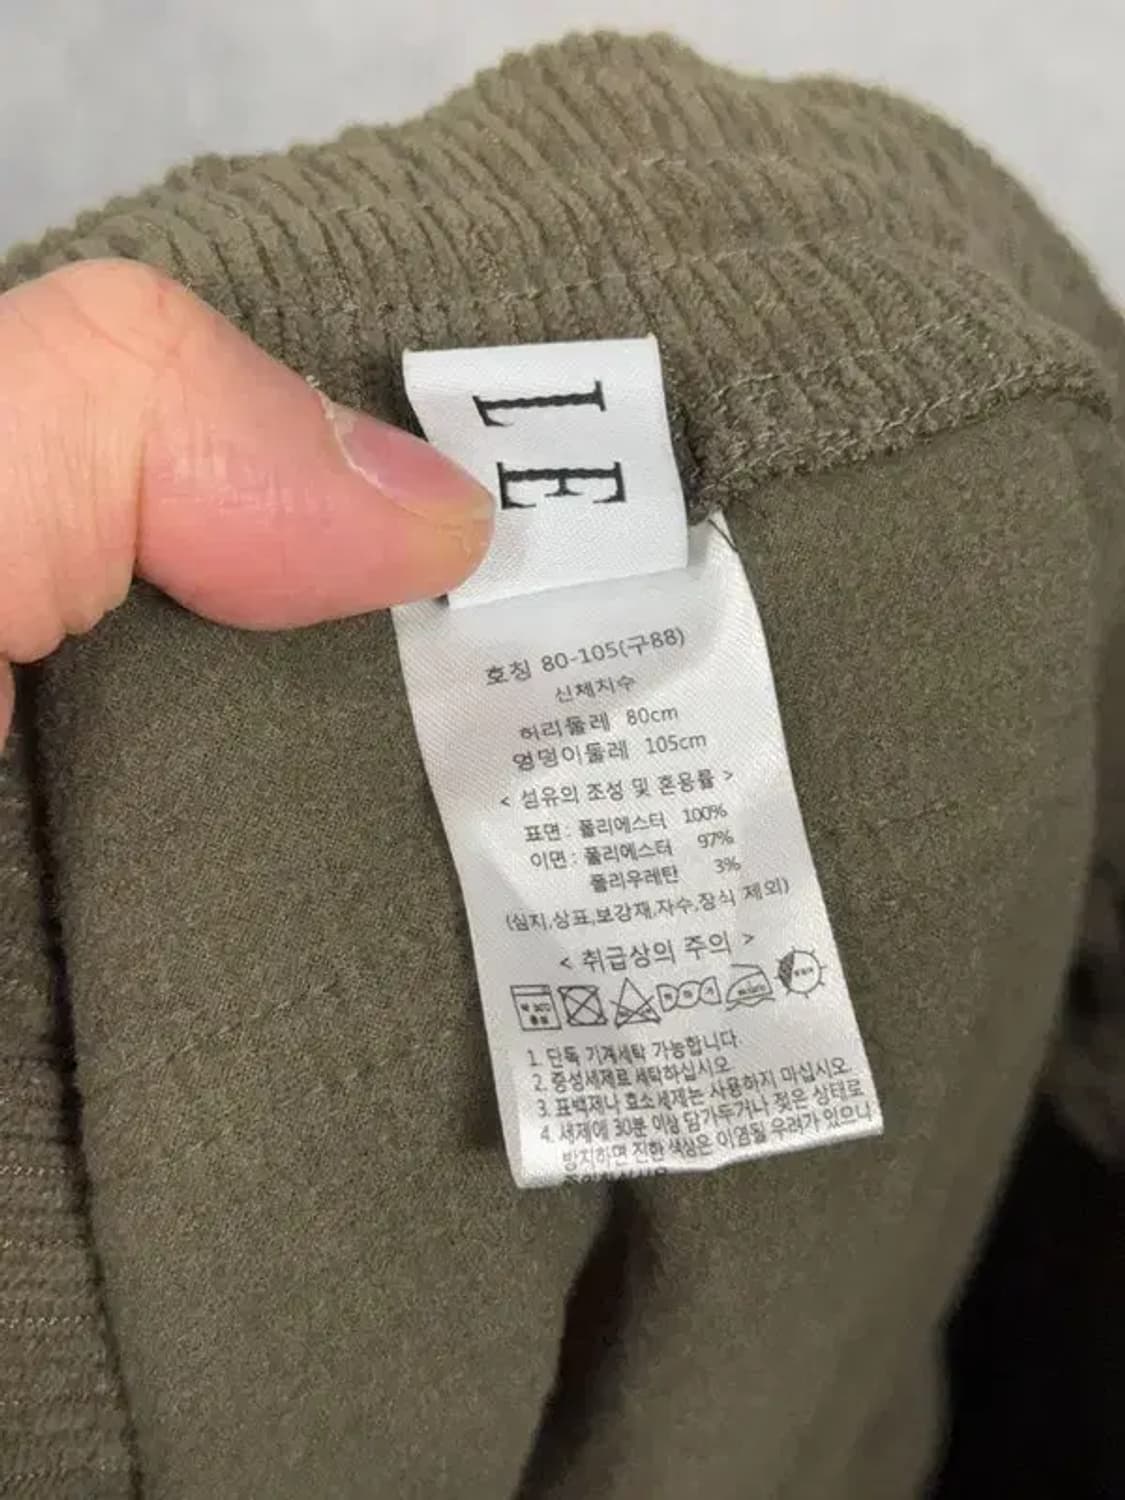 LE
호칭 80-105(구88)
신체지수
허리둘레 80cm
엉덩이둘레 105cm
< 섬유의 조성 및 혼용률 >
표면 : 폴리에스터 100%
이면 : 폴리에스터 97%
폴리우레탄 3%
(심지,상표,보강재,자수,장식 제외)
< 취급상의 주의 >
1. 단독 기계세탁 가능합니다.
2. 중성세제로 세탁하십시오.
3. 표백제나 효소세제는 사용하지 마십시오.
4. 세제에 30분 이상 담가두거나 젖은 상태로
방치하면 진한 색상은 이염될 우려가 있으니